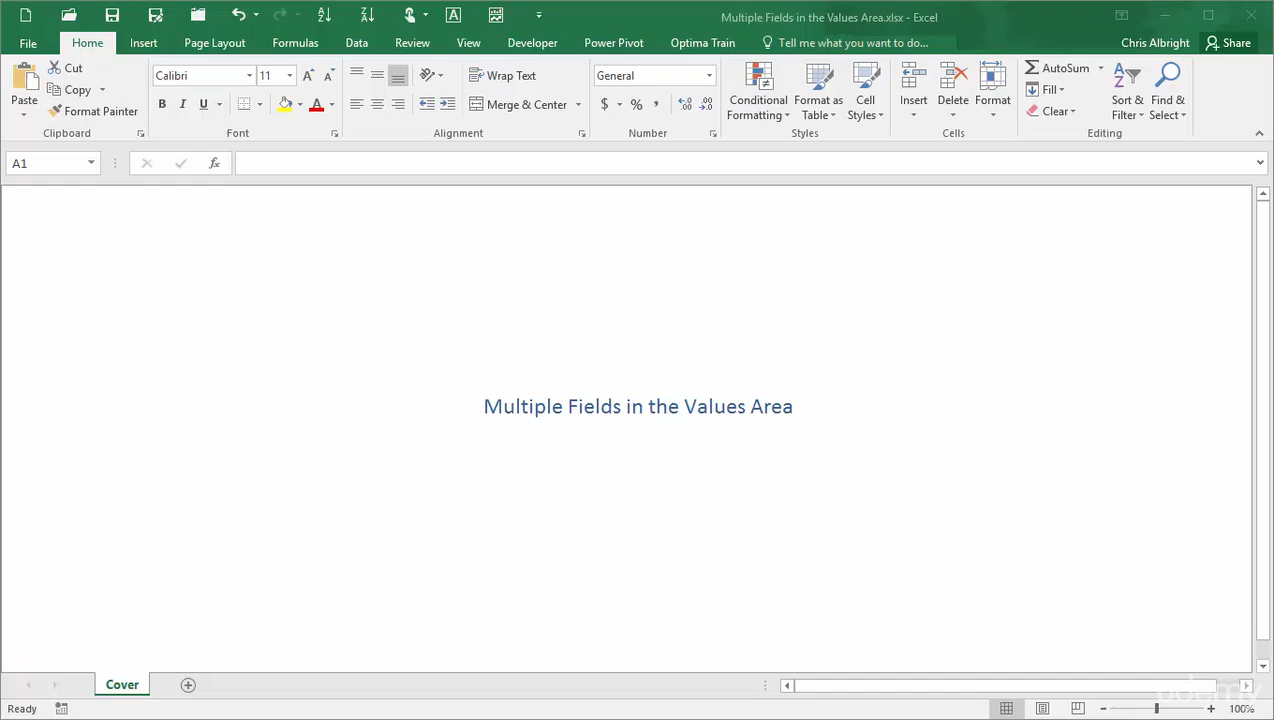 Multiple Fields in the Values Area.xlsx - Excel
File Home Insert Page Layout Formulas Data Review View Developer Power Pivot Optima Train Tell me what you want to do... Chris Albright Share
Paste Cut Copy Format Painter Clipboard
Calibri 11 B I U A Font
Wrap Text Merge & Center Alignment
General $ % , Number
Conditional Formatting Format as Table Cell Styles Styles
Insert Delete Format Cells
AutoSum Fill Clear Sort & Filter Find & Select Editing
A1 fx
Multiple Fields in the Values Area
Cover
udemy
Ready 100%